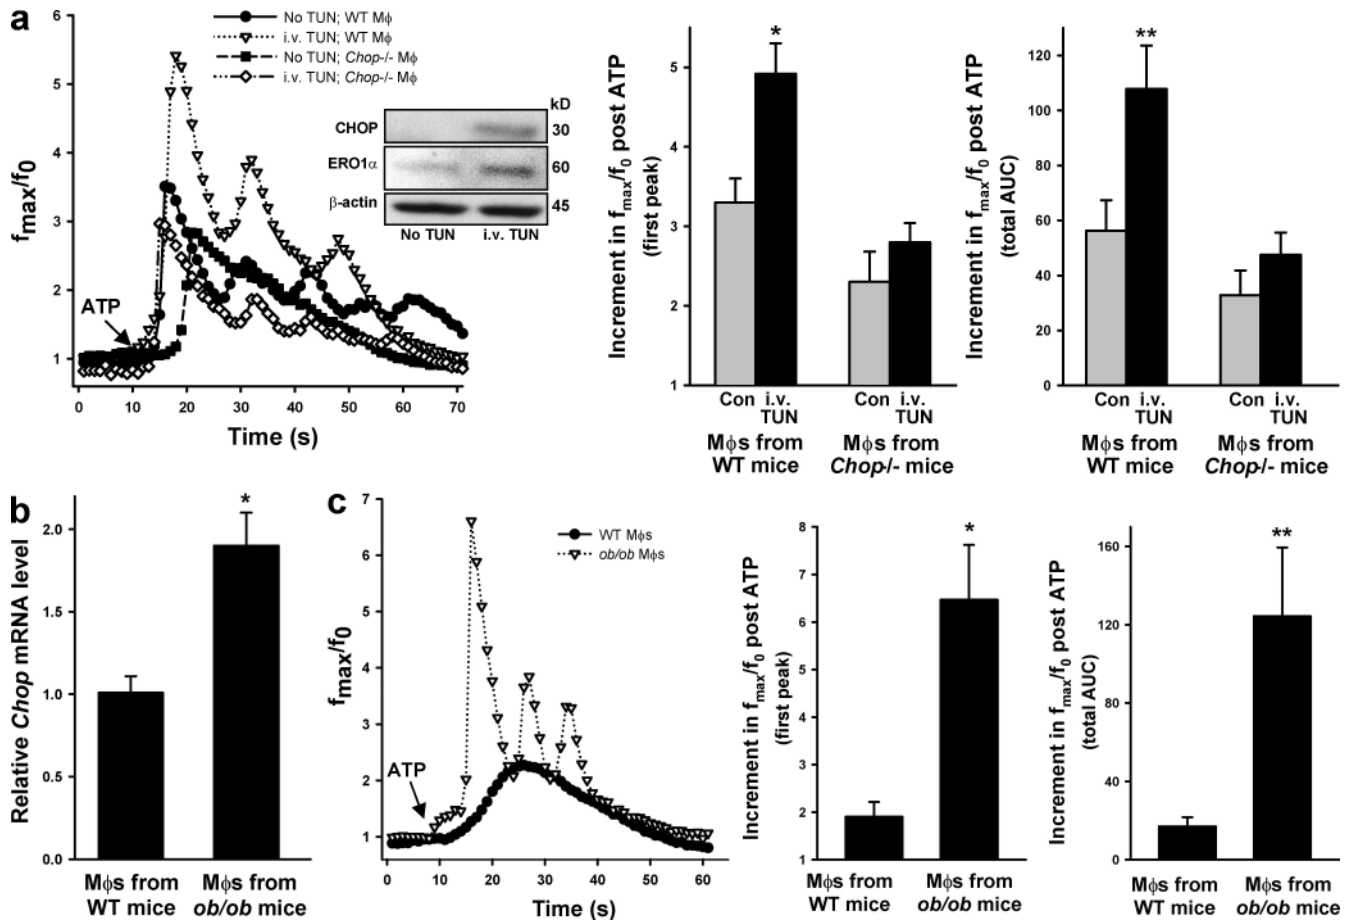 a
No TUN; WT Mϕ
i.v. TUN; WT Mϕ
No TUN; Chop-/- Mϕ
i.v. TUN; Chop-/- Mϕ
fmax/f0
6
5
4
3
2
1
ATP
0 10 20 30 40 50 60 70
Time (s)
kD
CHOP 30
ERO1α 60
β-actin 45
No TUN i.v. TUN
Increment in fmax/f0 post ATP
(first peak)
5
4
3
2
1
*
Con i.v. TUN Con i.v. TUN
Mϕs from WT mice
Mϕs from Chop-/- mice
Increment in fmax/f0 post ATP
(total AUC)
120
100
80
60
40
20
0
**
Con i.v. TUN Con i.v. TUN
Mϕs from WT mice
Mϕs from Chop-/- mice
b
Relative Chop mRNA level
2.0
1.5
1.0
0.5
0.0
*
Mϕs from WT mice
Mϕs from ob/ob mice
c
WT Mϕs
ob/ob Mϕs
fmax/f0
7
6
5
4
3
2
1
ATP
0 10 20 30 40 50 60
Time (s)
Increment in fmax/f0 post ATP
(first peak)
8
7
6
5
4
3
2
1
*
Mϕs from WT mice
Mϕs from ob/ob mice
Increment in fmax/f0 post ATP
(total AUC)
160
120
80
40
0
**
Mϕs from WT mice
Mϕs from ob/ob mice